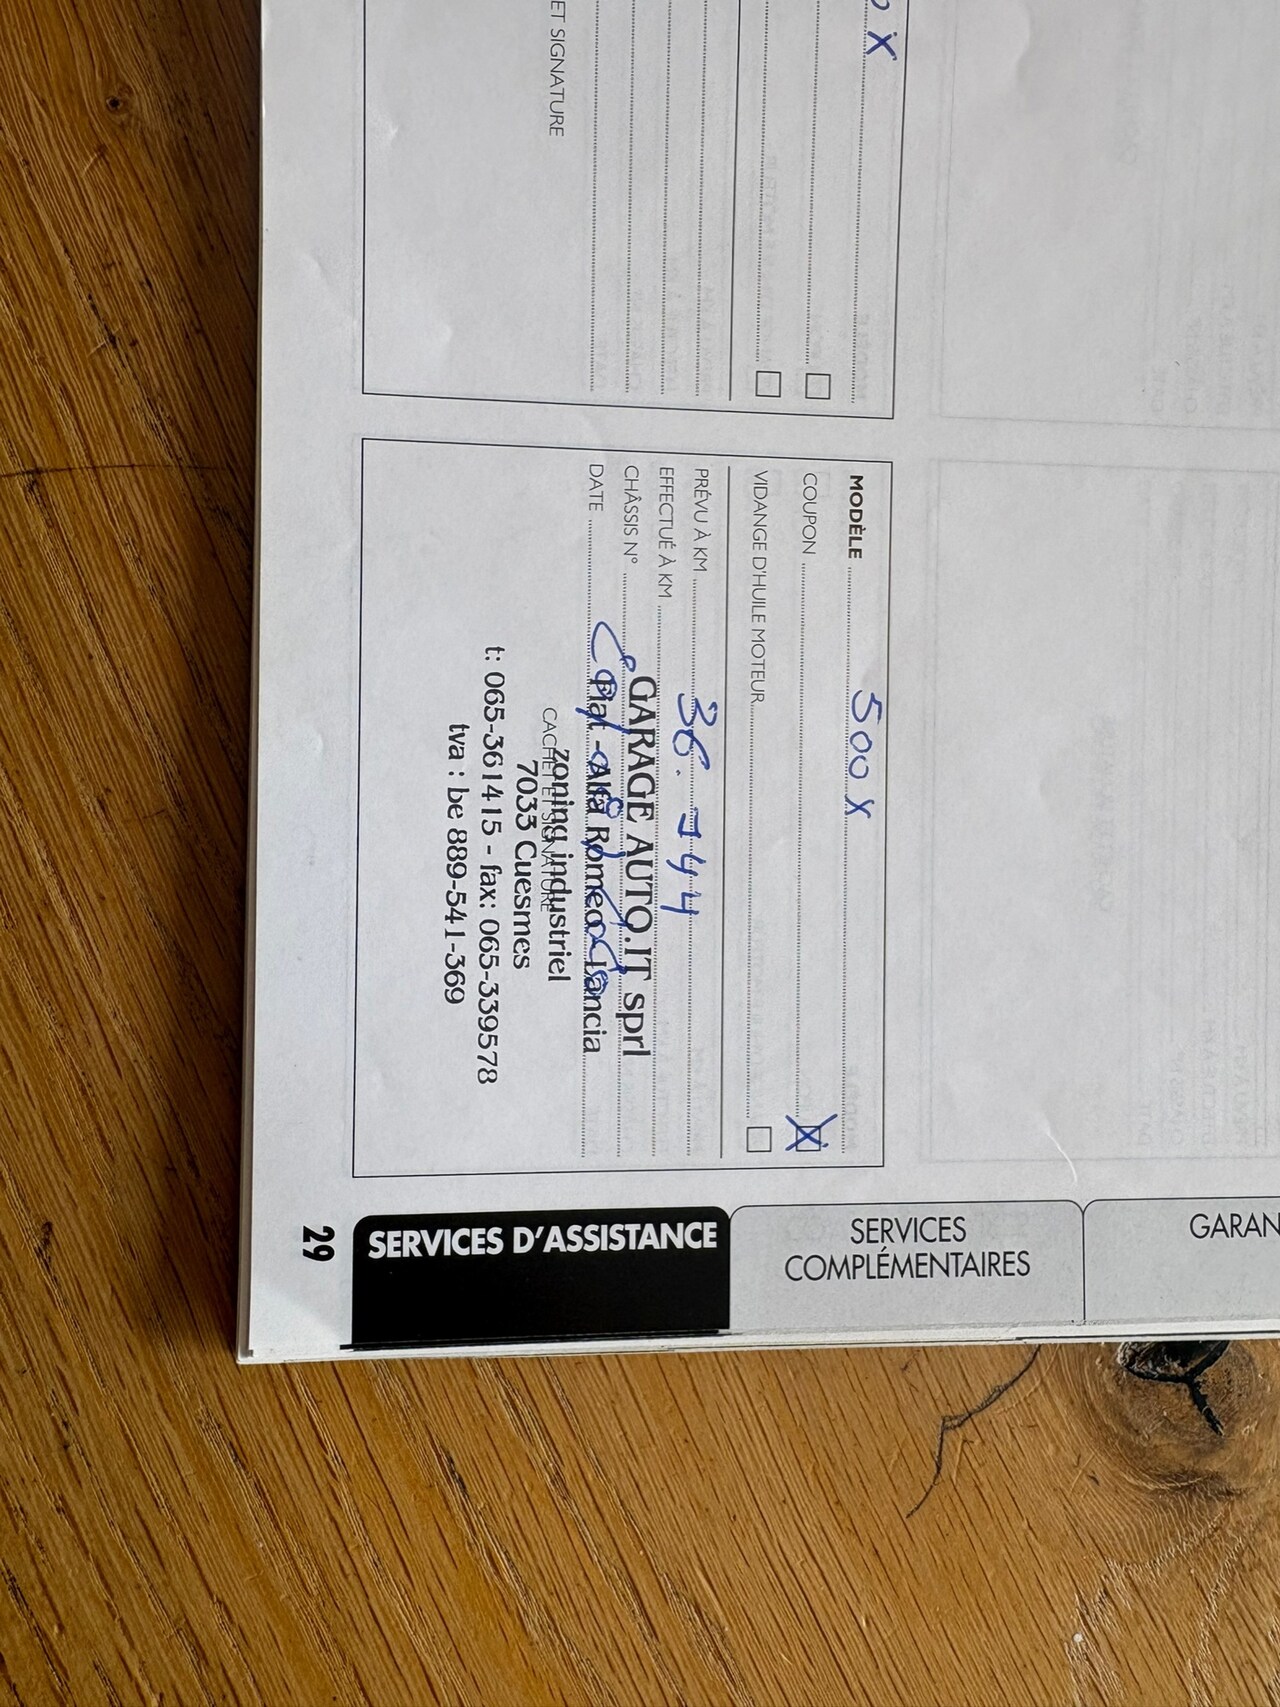 0 X
ET SIGNATURE
MODÈLE 500 X
COUPON
VIDANGE D'HUILE MOTEUR
PRÉVU À KM
EFFECTUÉ À KM 36.744
CHÂSSIS N°
DATE
CACHET ET SIGNATURE
GARAGE AUTO.IT sprl
Fiat - Alfa Romeo - Lancia
zoning industriel
7033 Cuesmes
t: 065-361415 - fax: 065-339578
tva : be 889-541-369
GARAN
SERVICES
COMPLÉMENTAIRES
SERVICES D'ASSISTANCE
29